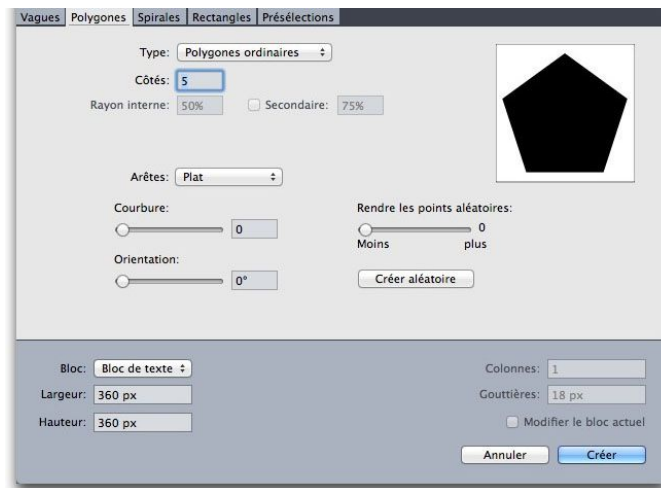 Vagues Polygones Spirales Rectangles Présélections
Type: Polygones ordinaires
Côtés: 5
Rayon interne: 50% Secondaire: 75%
Arêtes: Plat
Courbure:
0
Orientation:
0°
Rendre les points aléatoires:
0
Moins plus
Créer aléatoire
Bloc: Bloc de texte
Largeur: 360 px
Hauteur: 360 px
Colonnes: 1
Gouttières: 18 px
Modifier le bloc actuel
Annuler Créer